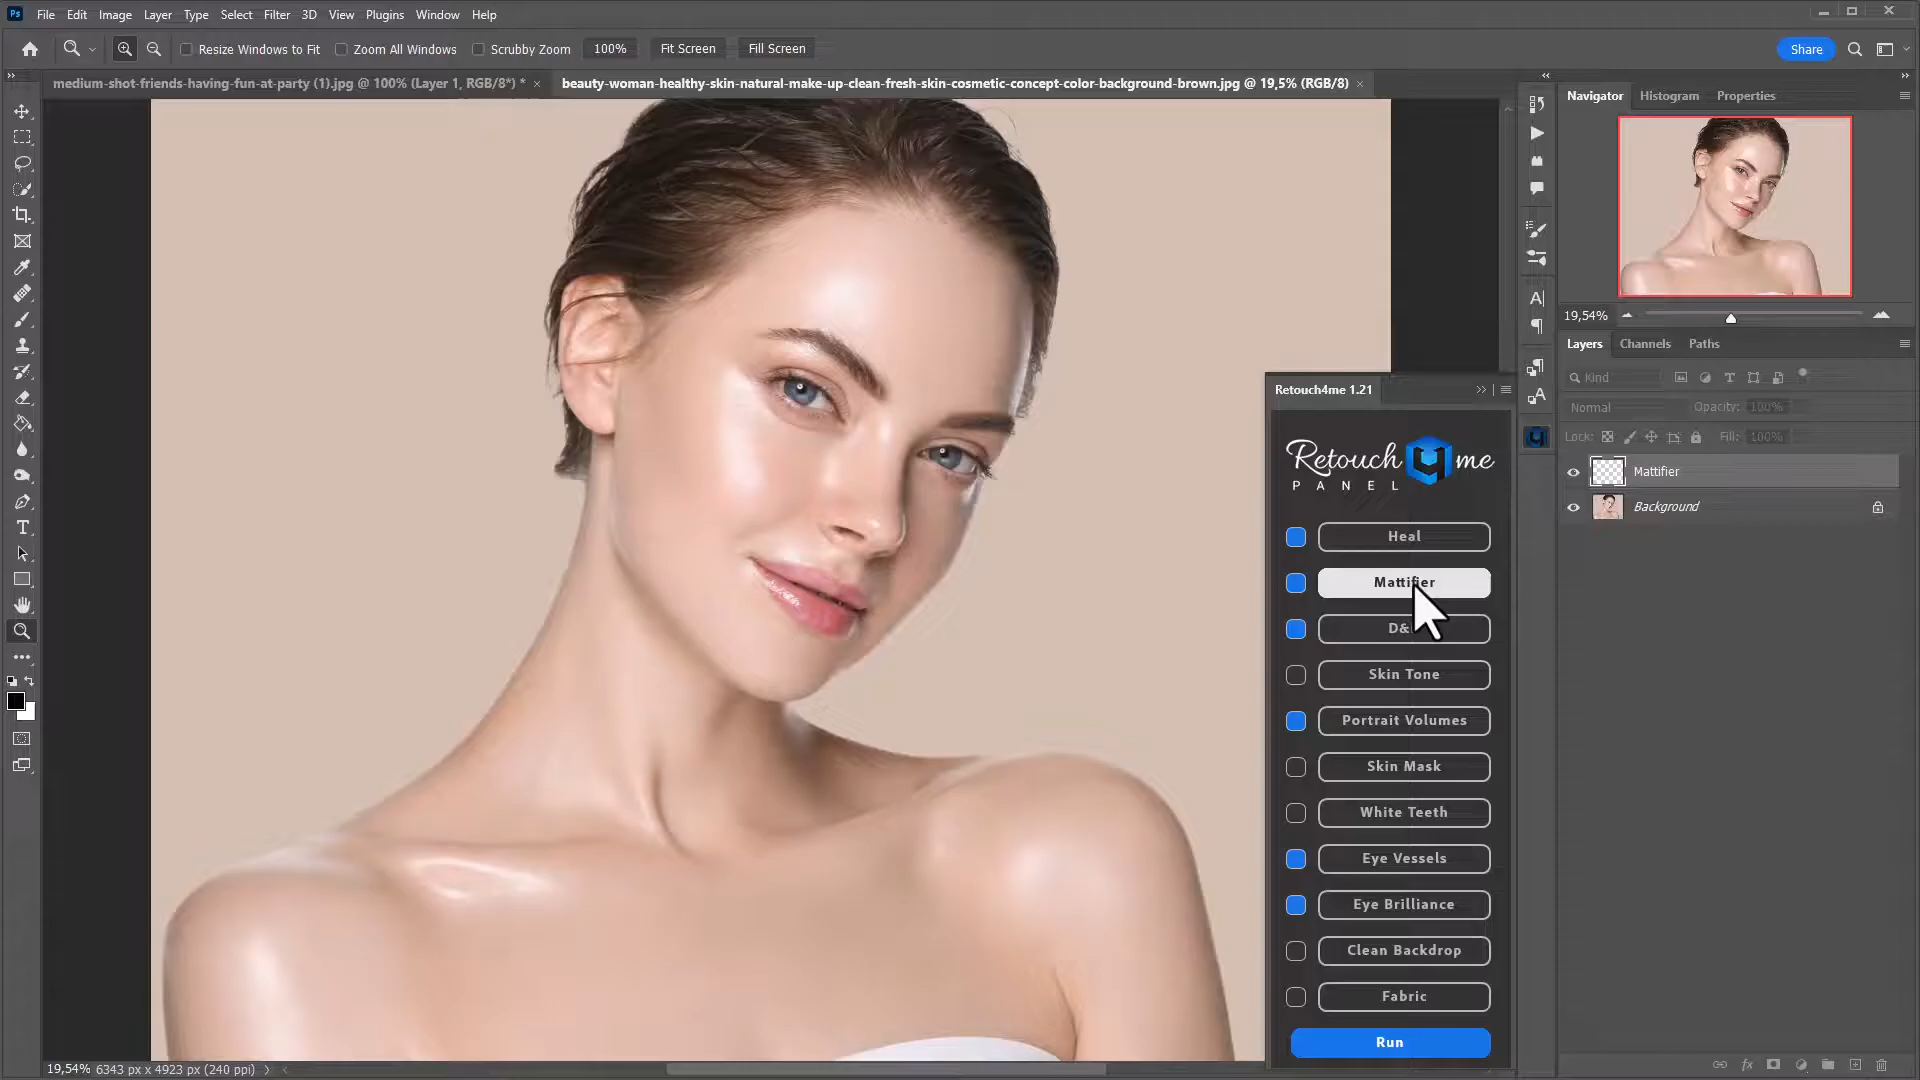 Ps File Edit Image Layer Type Select Filter 3D View Plugins Window Help
Resize Windows to Fit Zoom All Windows Scrubby Zoom 100% Fit Screen Fill Screen Share
medium-shot-friends-having-fun-at-party (1).jpg @ 100% (Layer 1, RGB/8*) * beauty-woman-healthy-skin-natural-make-up-clean-fresh-skin-cosmetic-concept-color-background-brown.jpg @ 19,5% (RGB/8)
Navigator Histogram Properties
19,54%
Layers Channels Paths
Kind
Normal Opacity: 100%
Lock: Fill: 100%
Mattifier
Background
Retouch4me 1.21
Retouch4me
PANEL
Heal
Mattifier
D&
Skin Tone
Portrait Volumes
Skin Mask
White Teeth
Eye Vessels
Eye Brilliance
Clean Backdrop
Fabric
Run
19,54% 6343 px x 4923 px (240 ppi)